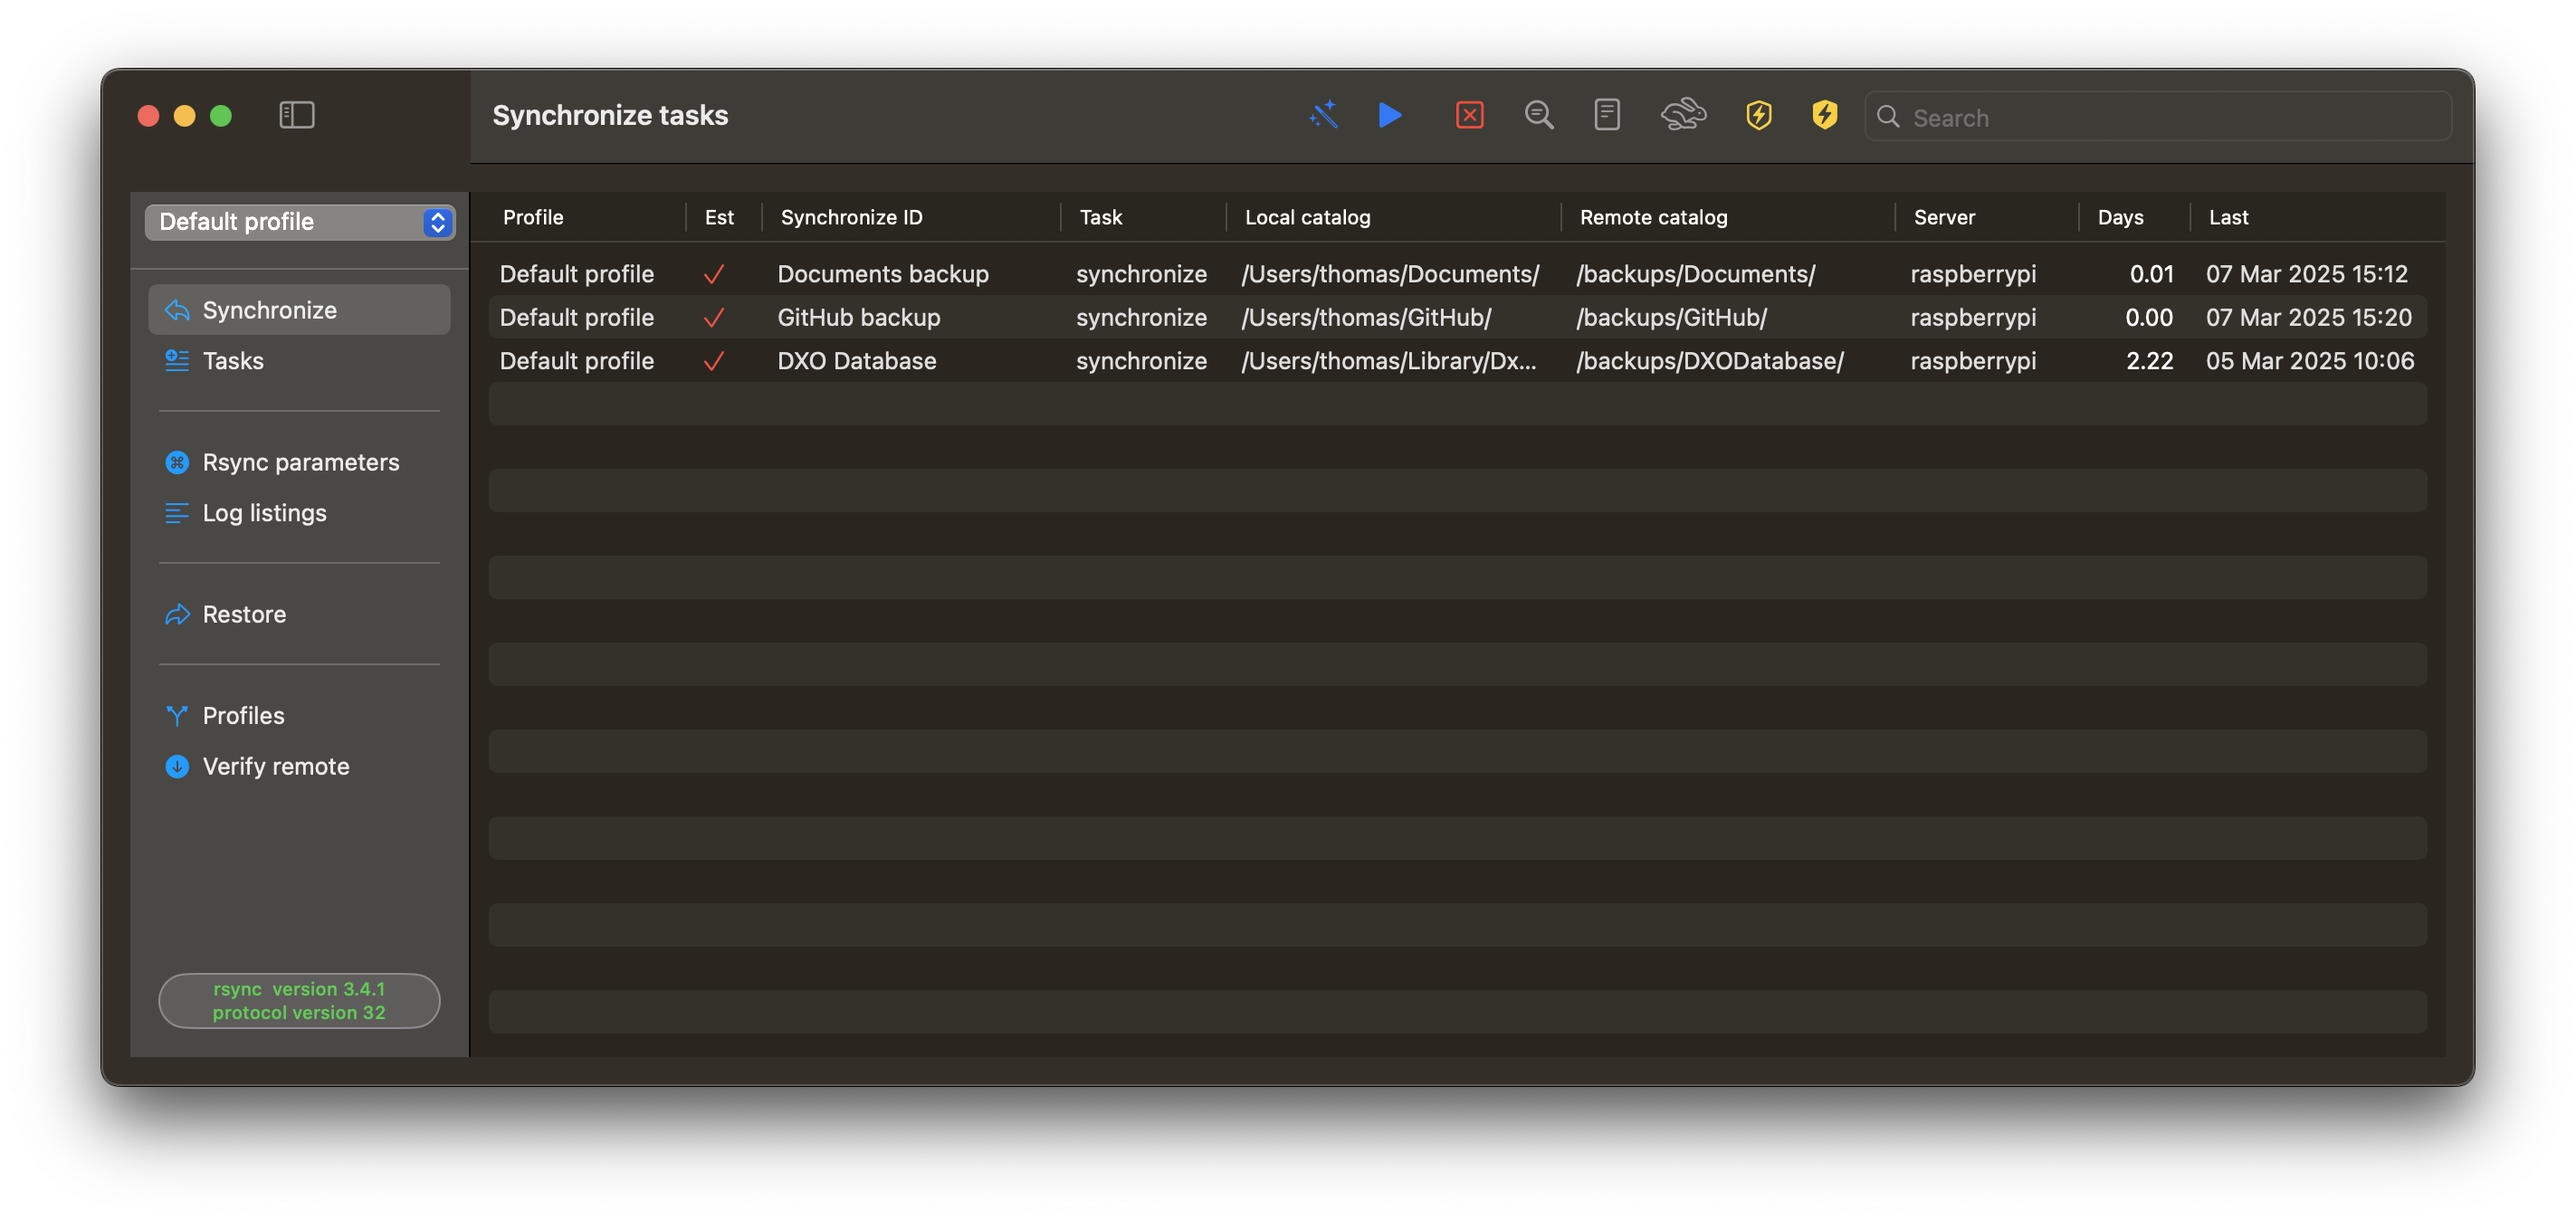 Synchronize tasks
Search
Default profile
Synchronize
Tasks
Rsync parameters
Log listings
Restore
Profiles
Verify remote
rsync version 3.4.1
protocol version 32
Profile Est Synchronize ID Task Local catalog Remote catalog Server Days Last
Default profile Documents backup synchronize /Users/thomas/Documents/ /backups/Documents/ raspberrypi 0.01 07 Mar 2025 15:12
Default profile GitHub backup synchronize /Users/thomas/GitHub/ /backups/GitHub/ raspberrypi 0.00 07 Mar 2025 15:20
Default profile DXO Database synchronize /Users/thomas/Library/Dx... /backups/DXODatabase/ raspberrypi 2.22 05 Mar 2025 10:06